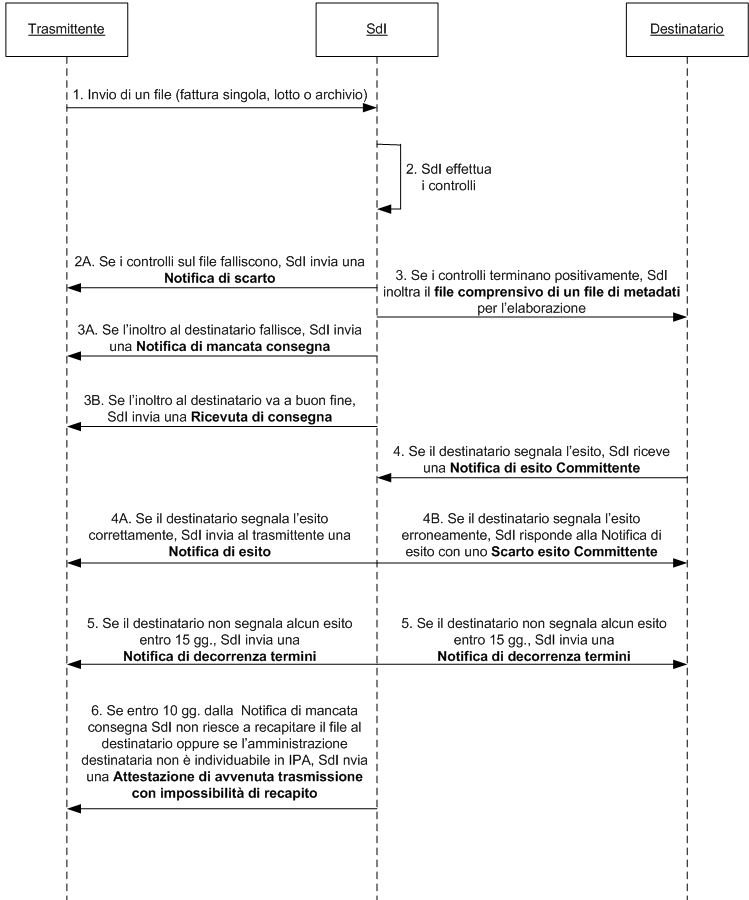 Trasmittente
SdI
Destinatario
1. Invio di un file (fattura singola, lotto o archivio)
2. SdI effettua
i controlli
2A. Se i controlli sul file falliscono, SdI invia una
Notifica di scarto
3. Se i controlli terminano positivamente, SdI
inoltra il file comprensivo di un file di metadati
per l'elaborazione
3A. Se l'inoltro al destinatario fallisce, SdI invia
una Notifica di mancata consegna
3B. Se l'inoltro al destinatario va a buon fine,
SdI invia una Ricevuta di consegna
4. Se il destinatario segnala l'esito, SdI riceve
una Notifica di esito Committente
4A. Se il destinatario segnala l'esito
correttamente, SdI invia al trasmittente una
Notifica di esito
4B. Se il destinatario segnala l'esito
erroneamente, SdI risponde alla Notifica di
esito con uno Scarto esito Committente
5. Se il destinatario non segnala alcun esito
entro 15 gg., SdI invia una
Notifica di decorrenza termini
5. Se il destinatario non segnala alcun esito
entro 15 gg., SdI invia una
Notifica di decorrenza termini
6. Se entro 10 gg. dalla  Notifica di mancata
consegna SdI non riesce a recapitare il file al
destinatario oppure se l'amministrazione
destinataria non è individuabile in IPA, SdI nvia
una Attestazione di avvenuta trasmissione
con impossibilità di recapito